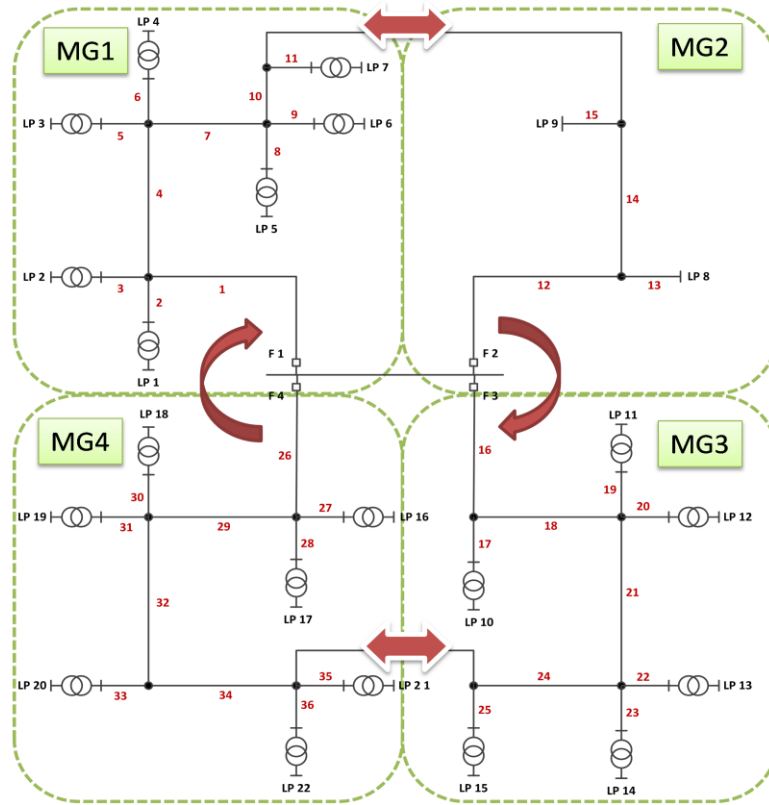 LP 4
MG1
MG2
11
LP 7
6
10
LP 3
5
7
9
LP 6
LP 9
15
8
4
LP 5
14
LP 2
3
1
12
13
LP 8
2
F 1
F 2
LP 1
F 4
F 3
LP 18
LP 11
MG4
MG3
26
16
30
19
LP 19
31
29
27
LP 16
18
20
LP 12
28
17
32
LP 17
LP 10
21
LP 20
33
34
35
LP 2 1
24
22
LP 13
36
25
23
LP 22
LP 15
LP 14